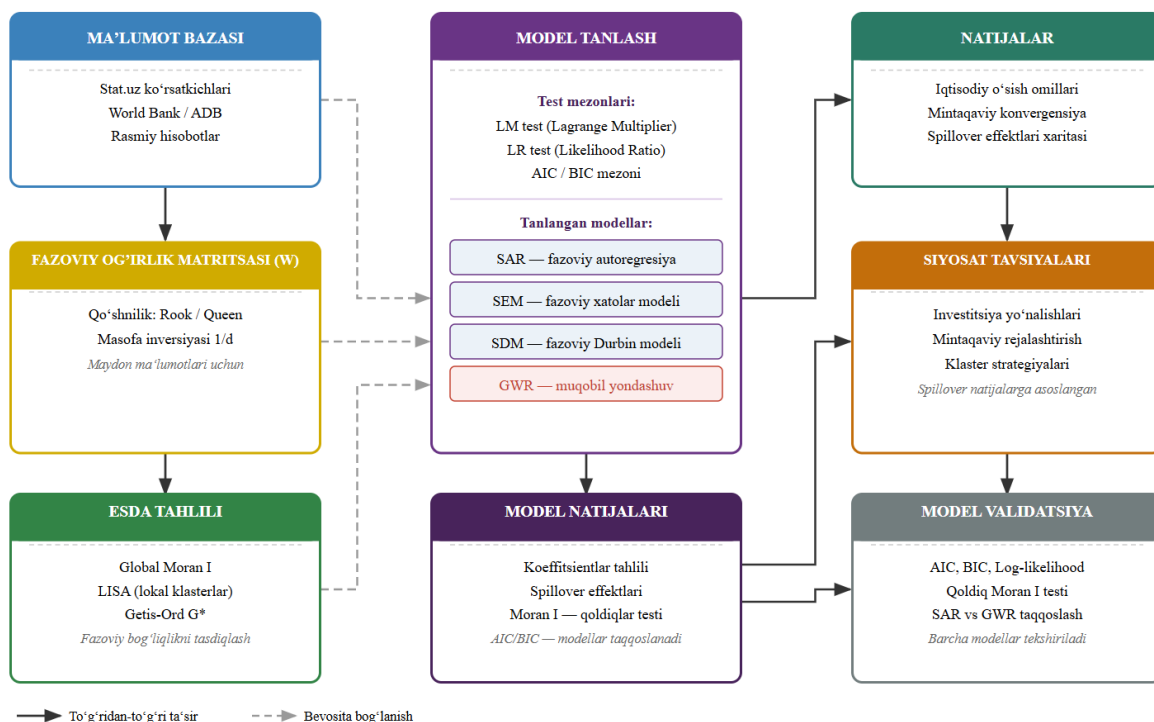 MA’LUMOT BAZASI
Stat.uz ko‘rsatkichlari
World Bank / ADB
Rasmiy hisobotlar
FAZOVIY OG’IRLIK MATRITSASI (W)
Qo‘shnilik: Rook / Queen
Masofa inversiyasi 1/d
Maydon ma‘lumotlari uchun
ESDA TAHLILI
Global Moran I
LISA (lokal klasterlar)
Getis-Ord G*
Fazoviy bog‘liqlikni tasdiqlash
MODEL TANLASH
Test mezonlari:
LM test (Lagrange Multiplier)
LR test (Likelihood Ratio)
AIC / BIC mezoni
Tanlangan modellar:
SAR — fazoviy autoregresiya
SEM — fazoviy xatolar modeli
SDM — fazoviy Durbin modeli
GWR — muqobil yondashuv
MODEL NATIJALARI
Koeffitsientlar tahlili
Spillover effektlari
Moran I — qoldiqlar testi
AIC/BIC — modellar taqqoslanadi
NATIJALAR
Iqtisodiy o‘sish omillari
Mintaqaviy konvergensiya
Spillover effektlari xaritasi
SIYOSAT TAVSIYALARI
Investitsiya yo‘nalishlari
Mintaqaviy rejalashtirish
Klaster strategiyalari
Spillover natijalarga asoslangan
MODEL VALIDATSIYA
AIC, BIC, Log-likelihood
Qoldiq Moran I testi
SAR vs GWR taqqoslash
Barcha modellar tekshiriladi
To‘g‘ridan-to‘g‘ri ta‘sir
Bevosita bog‘lanish